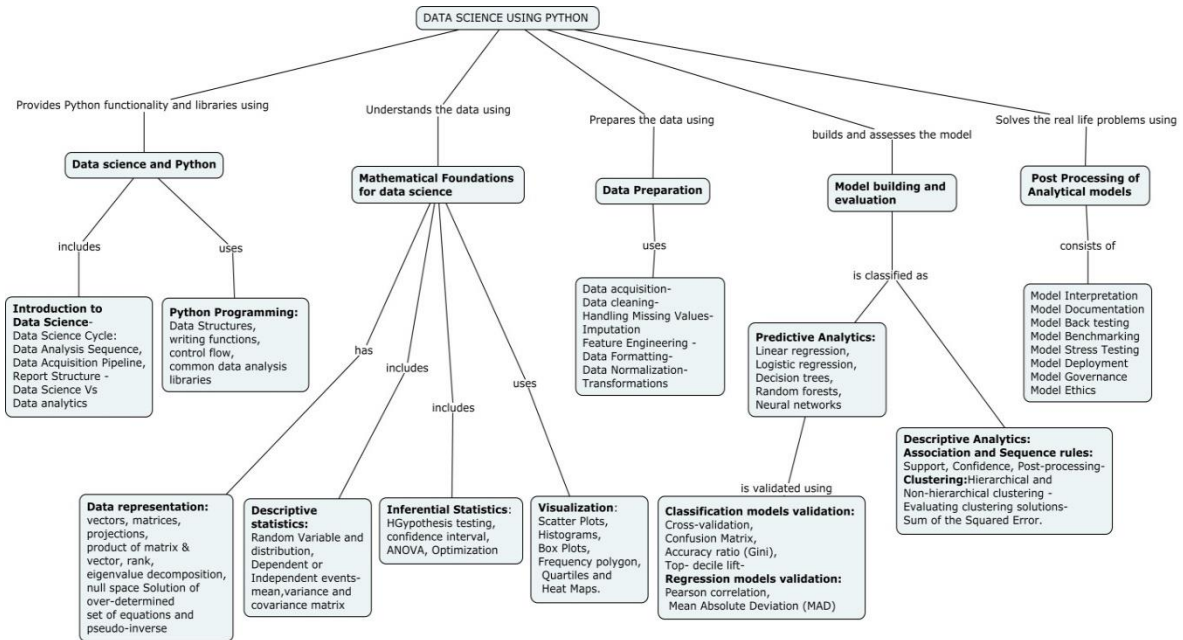 DATA SCIENCE USING PYTHON
Provides Python functionality and libraries using
Understands the data using
Prepares the data using
builds and assesses the model
Solves the real life problems using
Data science and Python
Mathematical Foundations
for data science
Data Preparation
Model building and
evaluation
Post Processing of
Analytical models
includes
uses
uses
is classified as
consists of
Introduction to
Data Science-
Data Science Cycle:
Data Analysis Sequence,
Data Acquisition Pipeline,
Report Structure -
Data Science Vs
Data analytics
Python Programming:
Data Structures,
writing functions,
control flow,
common data analysis
libraries
has
includes
includes
uses
Data acquisition-
Data cleaning-
Handling Missing Values-
Imputation
Feature Engineering -
Data Formatting-
Data Normalization-
Transformations
Predictive Analytics:
Linear regression,
Logistic regression,
Decision trees,
Random forests,
Neural networks
Model Interpretation
Model Documentation
Model Back testing
Model Benchmarking
Model Stress Testing
Model Deployment
Model Governance
Model Ethics
Descriptive Analytics:
Association and Sequence rules:
Support, Confidence, Post-processing-
Clustering:Hierarchical and
Non-hierarchical clustering -
Evaluating clustering solutions-
Sum of the Squared Error.
is validated using
Data representation:
vectors, matrices,
projections,
product of matrix &
vector, rank,
eigenvalue decomposition,
null space Solution of
over-determined
set of equations and
pseudo-inverse
Descriptive
statistics:
Random Variable and
distribution,
Dependent or
Independent events-
mean,variance and
covariance matrix
Inferential Statistics:
HGypothesis testing,
confidence interval,
ANOVA, Optimization
Visualization:
Scatter Plots,
Histograms,
Box Plots,
Frequency polygon,
Quartiles and
Heat Maps.
Classification models validation:
Cross-validation,
Confusion Matrix,
Accuracy ratio (Gini),
Top- decile lift-
Regression models validation:
Pearson correlation,
Mean Absolute Deviation (MAD)